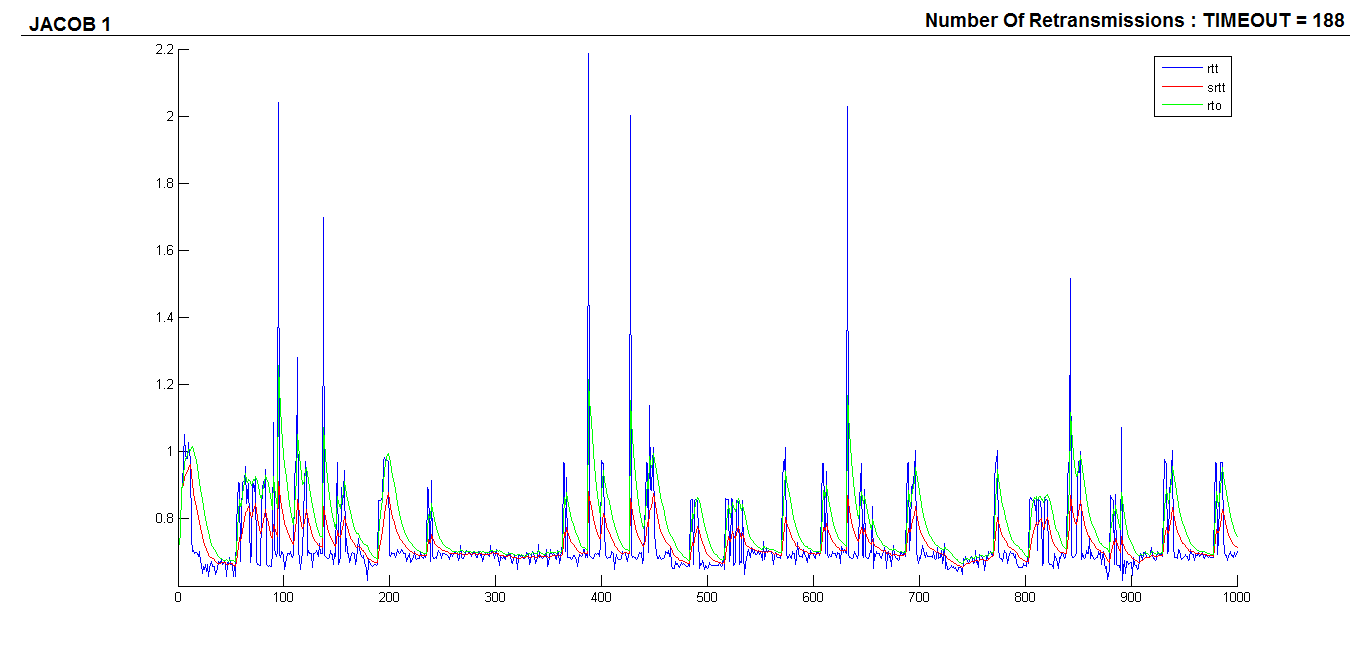 JACOB 1
Number Of Retransmissions : TIMEOUT = 188
2.2
2
1.8
1.6
1.4
1.2
1
0.8
rtt
srtt
rto
0 100 200 300 400 500 600 700 800 900 1000